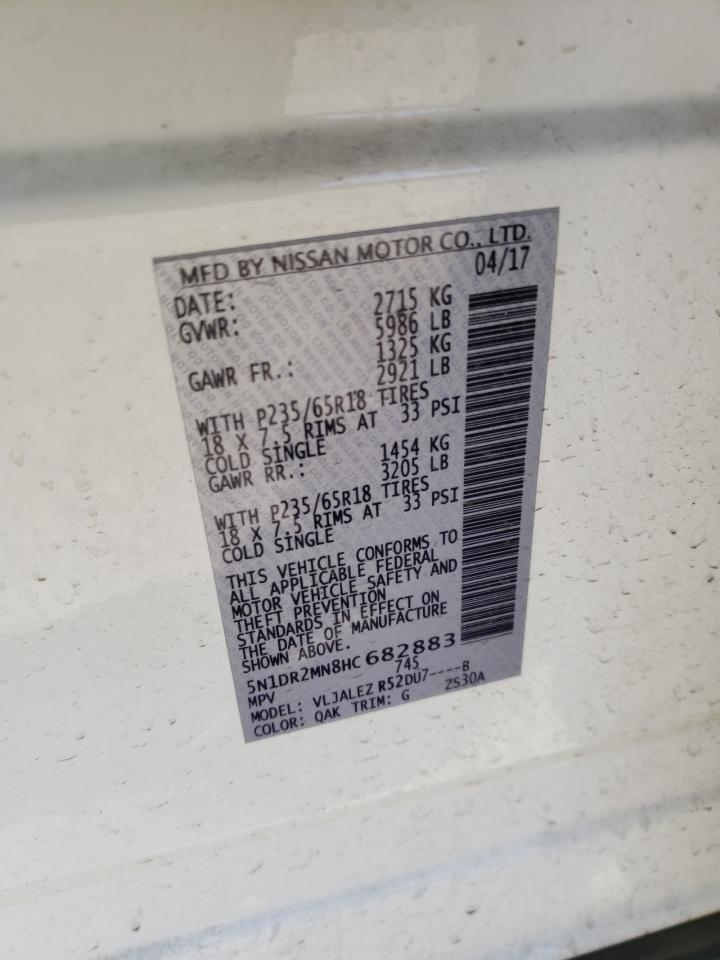 MFD BY NISSAN MOTOR CO., LTD.
DATE: 04/17
GVWR: 2715 KG
5986 LB
GAWR FR.: 1325 KG
2921 LB
WITH P235/65R18 TIRES
18 X 7.5 RIMS AT 33 PSI
COLD SINGLE
GAWR RR.: 1454 KG
3205 LB
WITH P235/65R18 TIRES
18 X 7.5 RIMS AT 33 PSI
COLD SINGLE
THIS VEHICLE CONFORMS TO
ALL APPLICABLE FEDERAL
MOTOR VEHICLE SAFETY AND
THEFT PREVENTION
STANDARDS IN EFFECT ON
THE DATE OF MANUFACTURE
SHOWN ABOVE.
5N1DR2MN8HC 682883
MPV 745
MODEL: VLJALEZ R52DU7----B
COLOR: QAK TRIM: G ZS30A